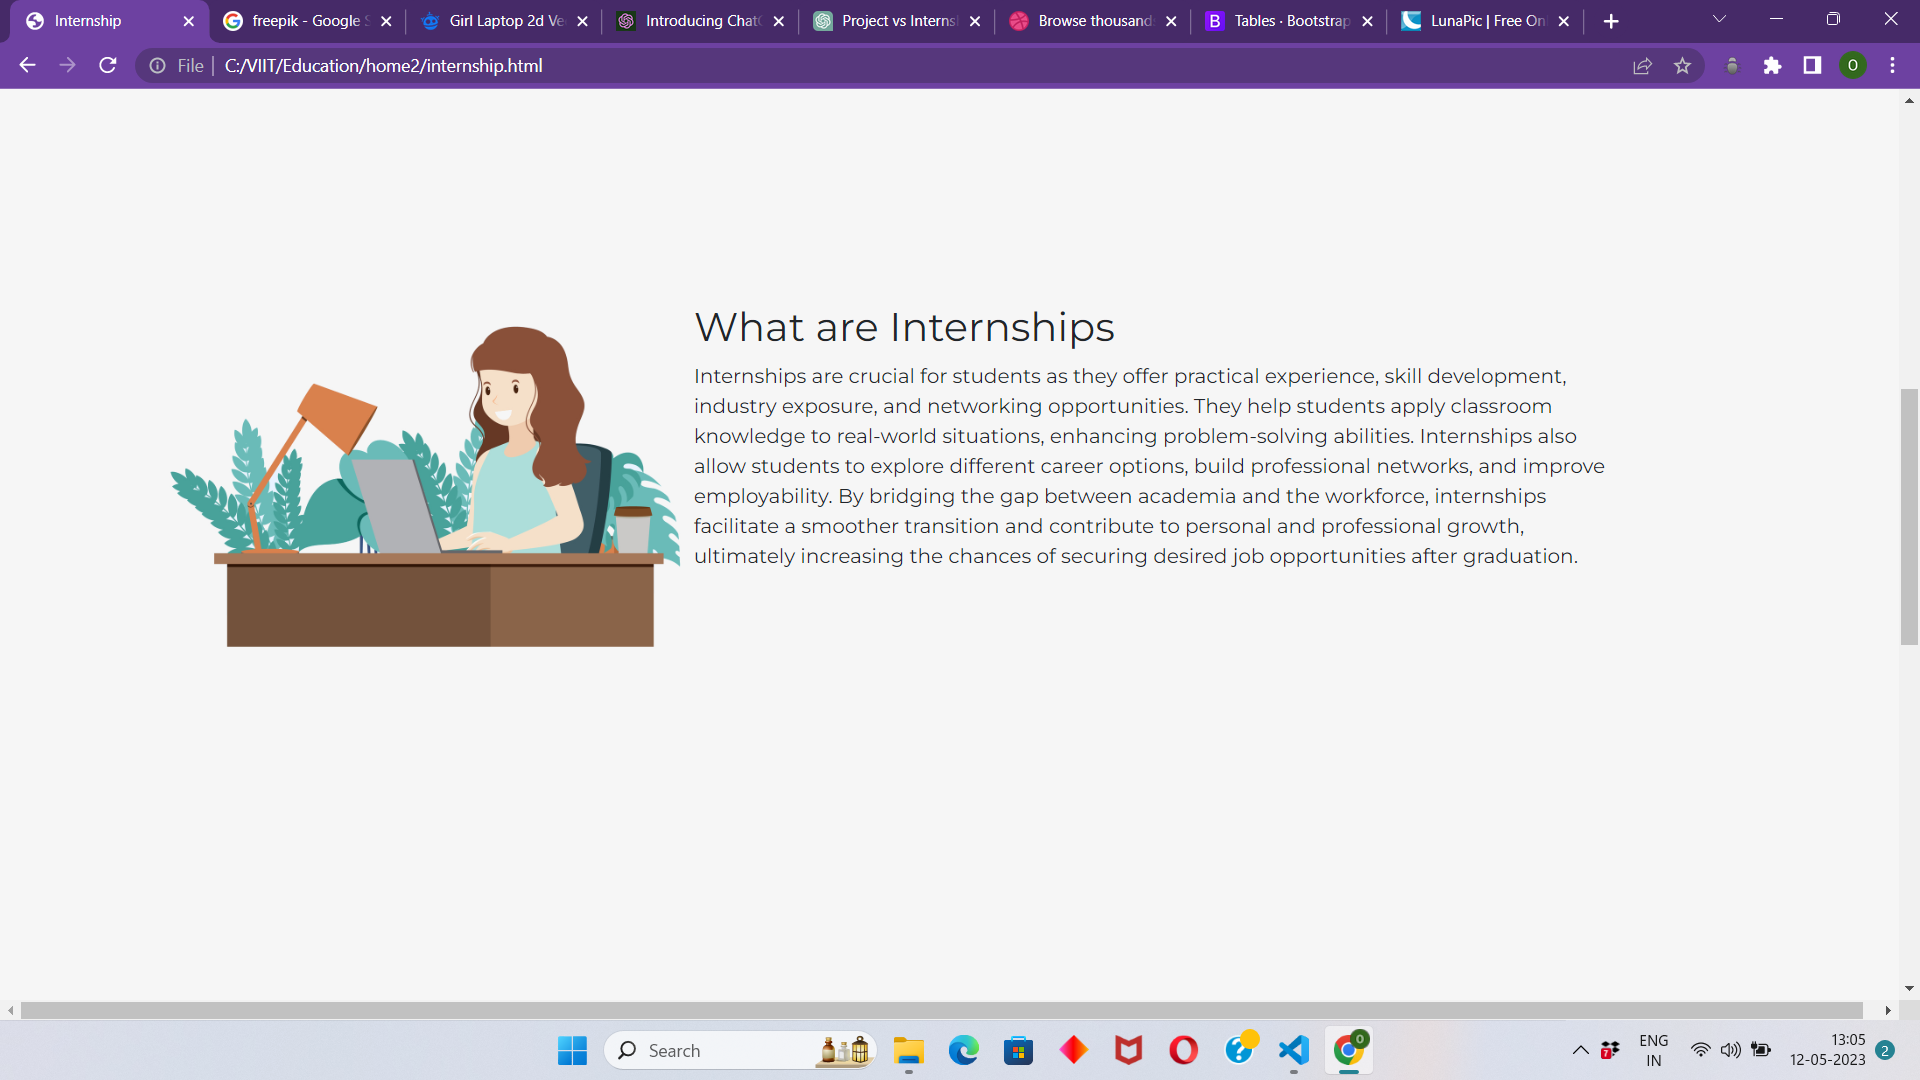 Internship
freepik - Google S
Girl Laptop 2d Ve
Introducing Chat
Project vs Interns
Browse thousand
B Tables · Bootstrap
LunaPic | Free On
File C:/VIIT/Education/home2/internship.html
O
What are Internships
Internships are crucial for students as they offer practical experience, skill development,
industry exposure, and networking opportunities. They help students apply classroom
knowledge to real-world situations, enhancing problem-solving abilities. Internships also
allow students to explore different career options, build professional networks, and improve
employability. By bridging the gap between academia and the workforce, internships
facilitate a smoother transition and contribute to personal and professional growth,
ultimately increasing the chances of securing desired job opportunities after graduation.
Search
7
ENG
IN
13:05
12-05-2023
2